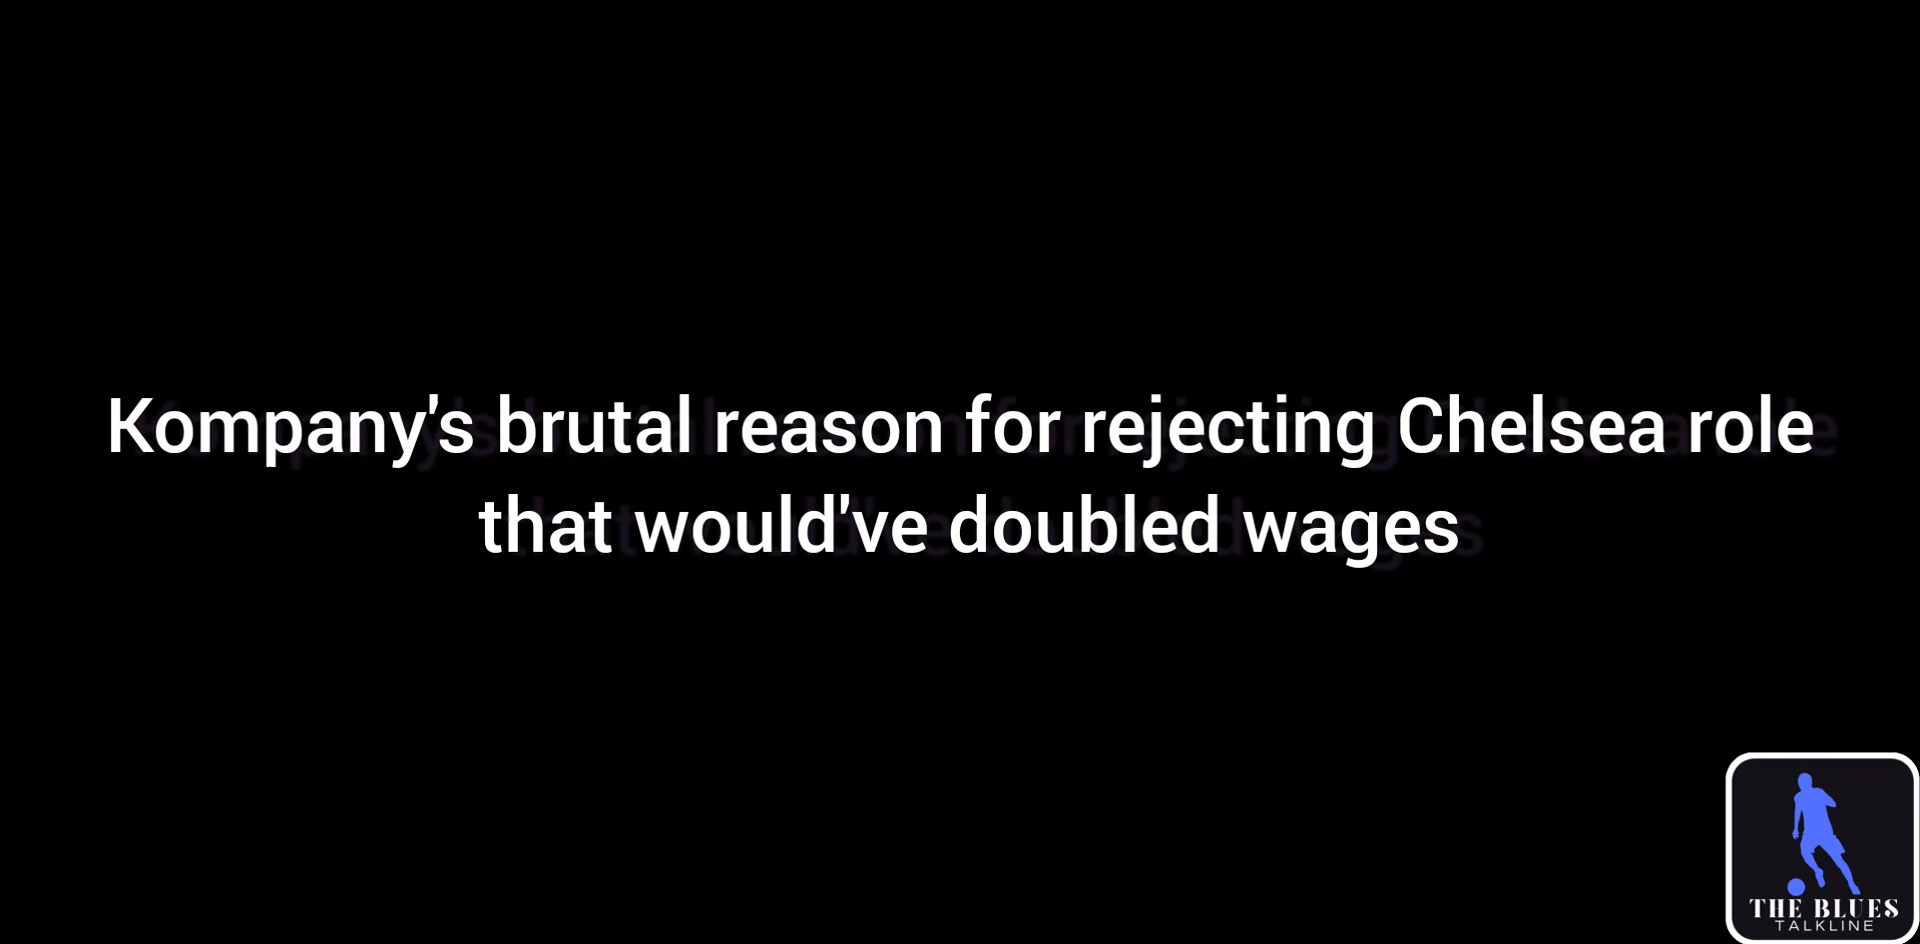 Kompany's brutal reason for rejecting Chelsea role
that would've doubled wages
THE BLUES
TALKLINE